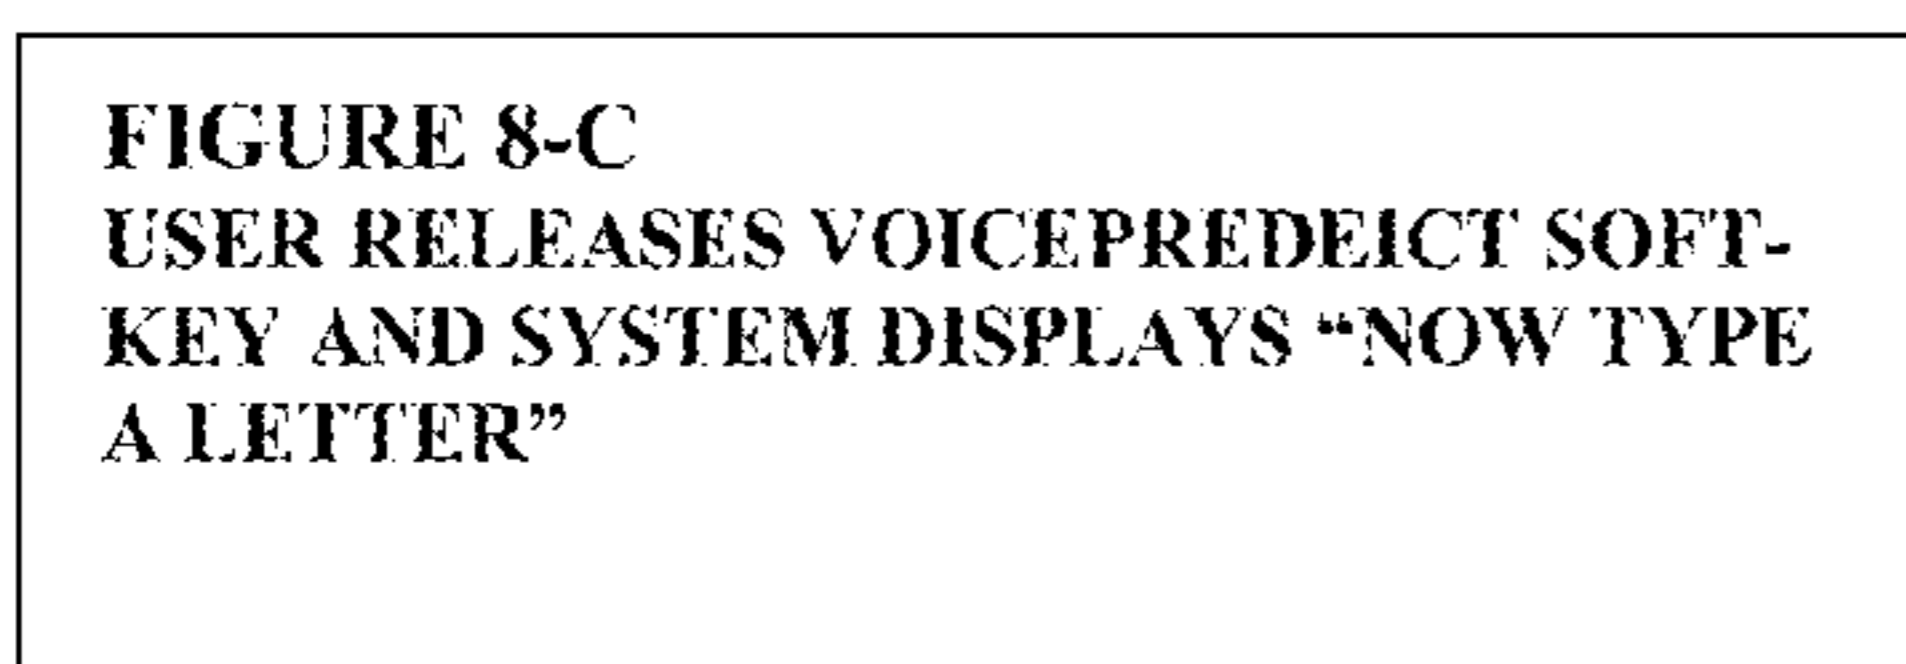 FIGURE 8-C
USER RELEASES VOICEPREDEICT SOFT-
KEY AND SYSTEM DISPLAYS “NOW TYPE
A LETTER”